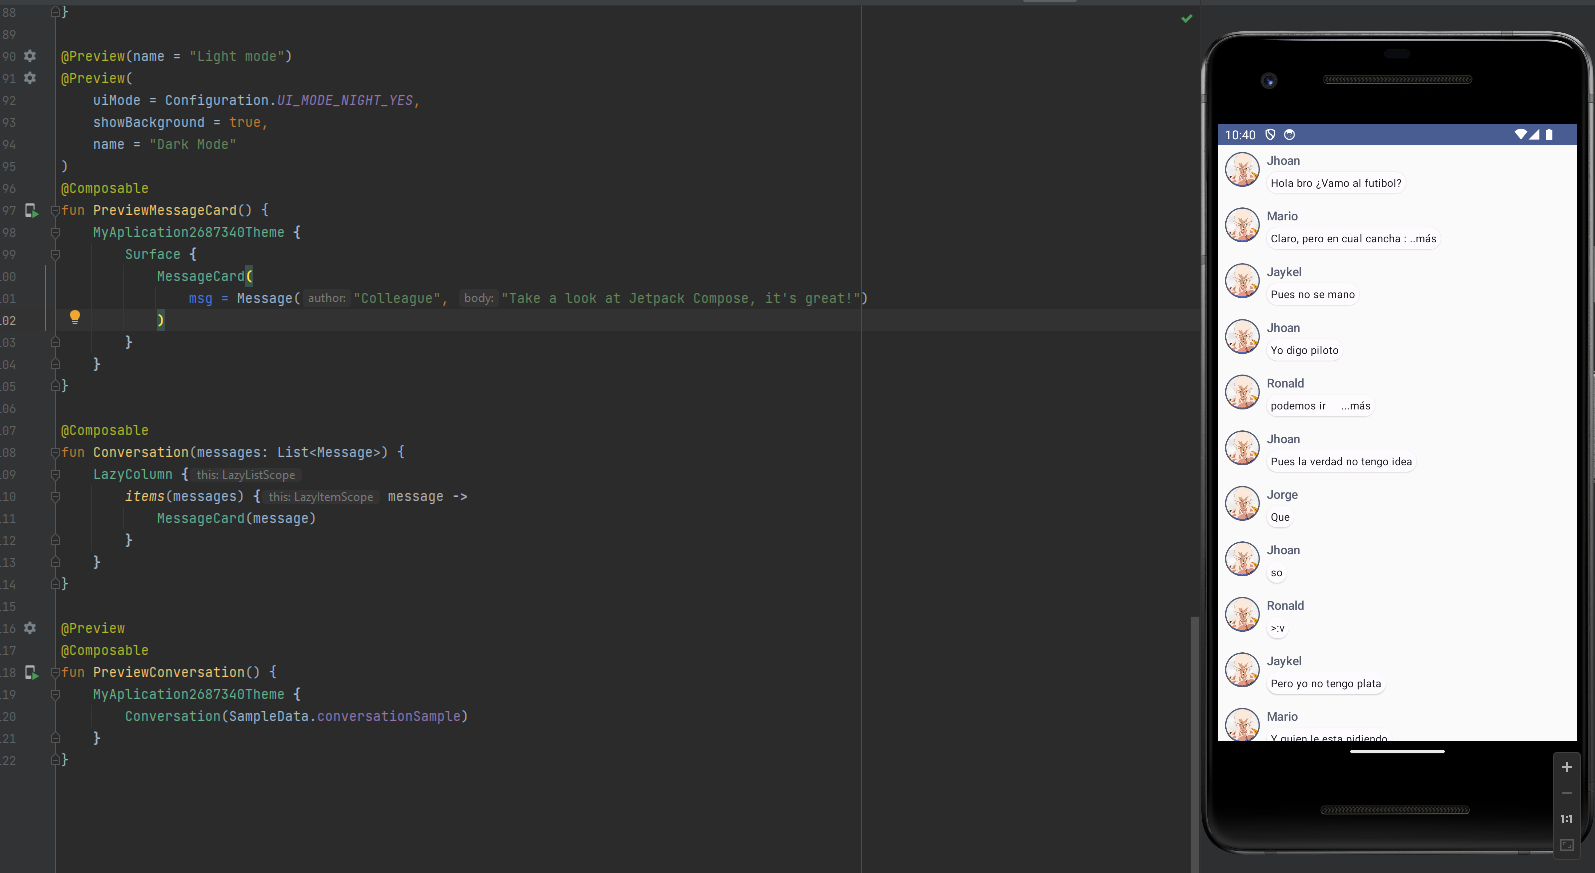 88 }
89
90 @Preview(name = "Light mode")
91 @Preview(
92 uiMode = Configuration.UI_MODE_NIGHT_YES,
93 showBackground = true,
94 name = "Dark Mode"
95 )
96 @Composable
97 fun PreviewMessageCard() {
98 MyAplication2687340Theme {
99 Surface {
00 MessageCard(
01 msg = Message( author: "Colleague", body: "Take a look at Jetpack Compose, it's great!")
02 )
03 }
04 }
05 }
06
07 @Composable
08 fun Conversation(messages: List<Message>) {
09 LazyColumn { this: LazyListScope
10 items(messages) { this: LazyItemScope message ->
11 MessageCard(message)
12 }
13 }
14 }
15
16 @Preview
17 @Composable
18 fun PreviewConversation() {
19 MyAplication2687340Theme {
20 Conversation(SampleData.conversationSample)
21 }
22 }
10:40
Jhoan
Hola bro ¿Vamo al futibol?
Mario
Claro, pero en cual cancha : ..más
Jaykel
Pues no se mano
Jhoan
Yo digo piloto
Ronald
podemos ir ...más
Jhoan
Pues la verdad no tengo idea
Jorge
Que
Jhoan
so
Ronald
>:v
Jaykel
Pero yo no tengo plata
Mario
Y quien le esta pidiendo
1:1